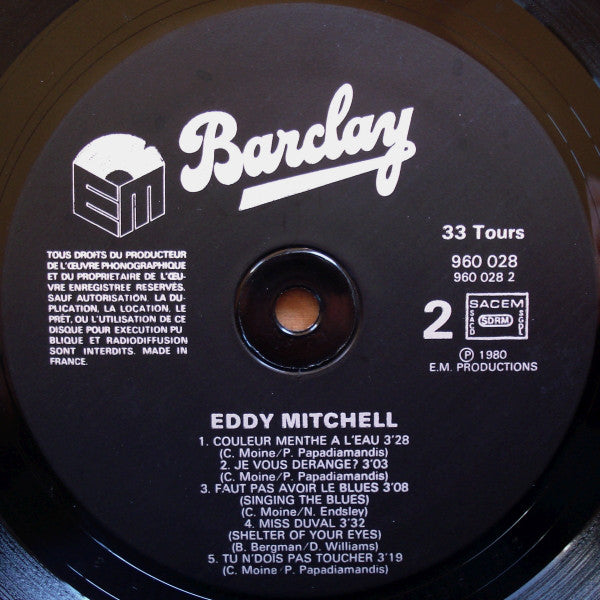 Barclay
EM
33 Tours
960 028
960 028 2
2
SACEM
SACD
SDRM
SGDL
Ⓟ 1980
E.M. PRODUCTIONS
TOUS DROITS DU PRODUCTEUR
DE L'ŒUVRE PHONOGRAPHIQUE
ET DU PROPRIETAIRE DE L'ŒU-
VRE ENREGISTREE RESERVÉS.
SAUF AUTORISATION, LA DU-
PLICATION, LA LOCATION, LE
PRÊT, OU L'UTILISATION DE CE
DISQUE POUR EXECUTION PU-
BLIQUE ET RADIODIFFUSION
SONT INTERDITS. MADE IN
FRANCE.
EDDY MITCHELL
1. COULEUR MENTHE A L'EAU 3'28
(C. Moine/P. Papadiamandis)
2. JE VOUS DERANGE? 3'03
(C. Moine/P. Papadiamandis)
3. FAUT PAS AVOIR LE BLUES 3'08
(SINGING THE BLUES)
(C. Moine/N. Endsley)
4. MISS DUVAL 3'32
(SHELTER OF YOUR EYES)
(B. Bergman/D. Williams)
5. TU N'DOIS PAS TOUCHER 3'19
(C. Moine/P. Papadiamandis)